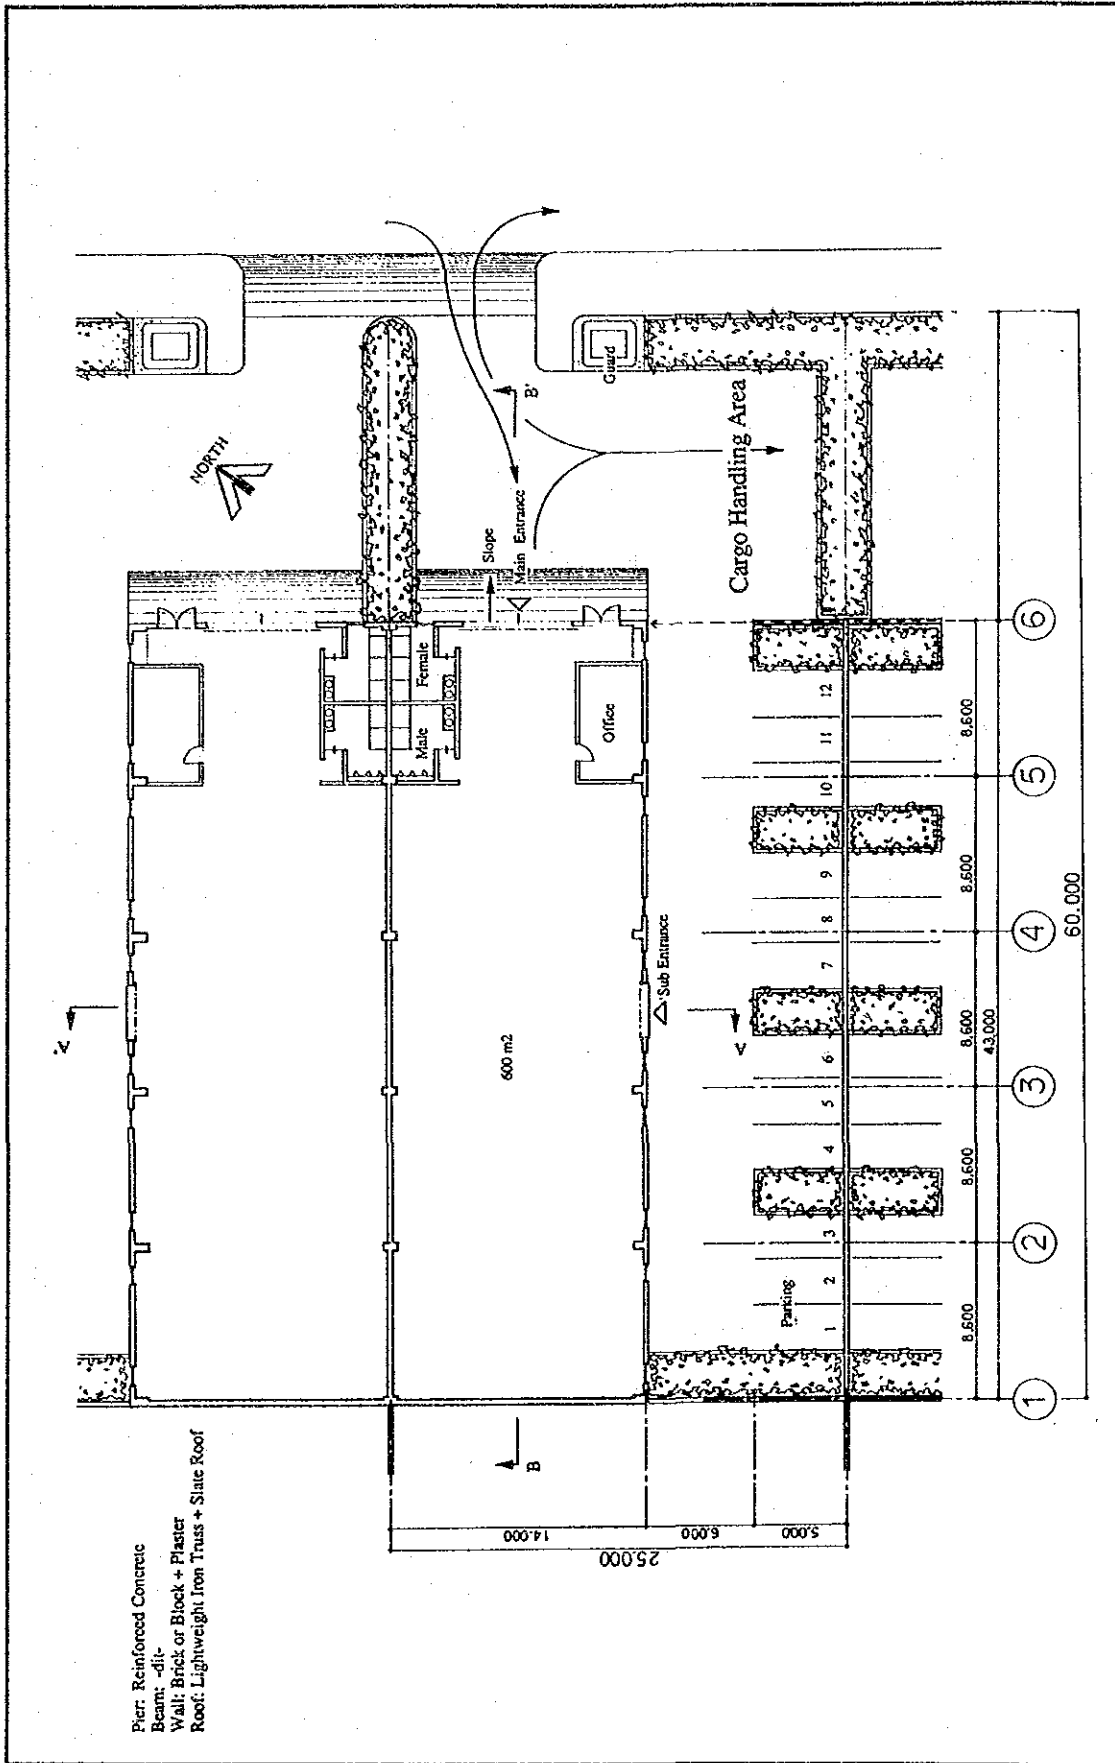 Pier: Reinforced Concrete
Beam: -dit-
Wall: Brick or Block + Plaster
Roof: Lightweight Iron Truss + Slate Roof
NORTH
A'
B'
Slope
Main Entrance
Guard
Cargo Handling Area
Male
Female
Office
600 m2
Sub Entrance
A
B
Parking
1
2
3
4
5
6
7
8
9
10
11
12
14.000
6.000
5.000
25.000
8.600
8.600
8.600
8.600
8.600
43.000
60.000
1
2
3
4
5
6